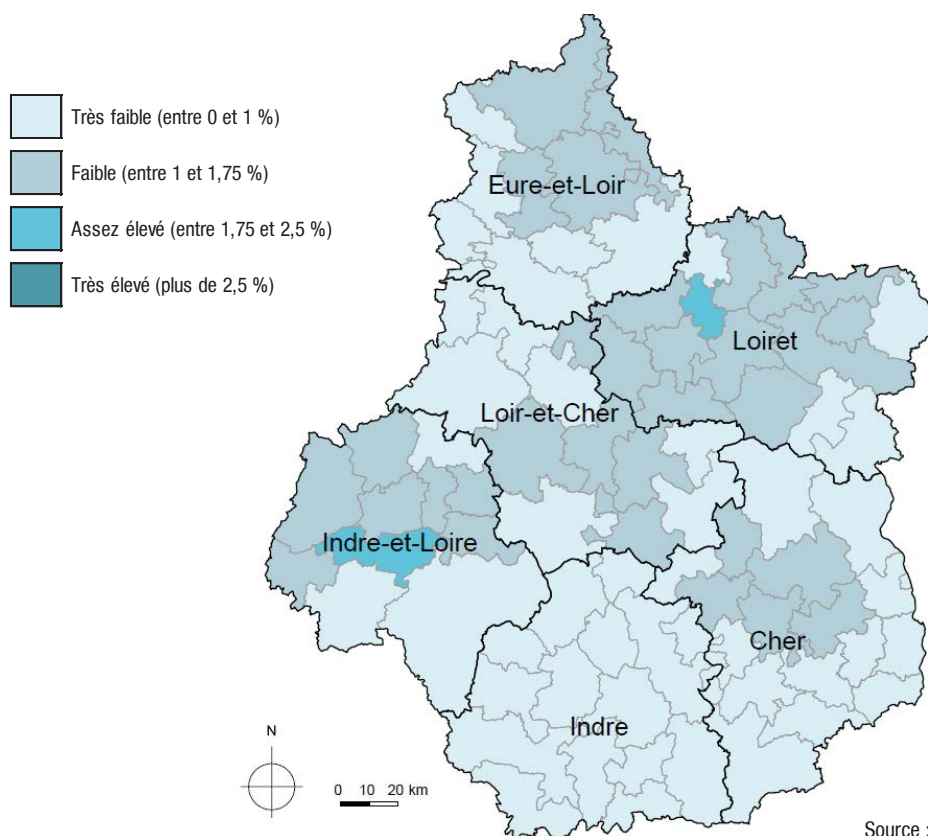 Très faible (entre 0 et 1 %)
Faible (entre 1 et 1,75 %)
Assez élevé (entre 1,75 et 2,5 %)
Très élevé (plus de 2,5 %)
Eure-et-Loir
Loiret
Loir-et-Cher
Indre-et-Loire
Cher
Indre
N
0 10 20 km
Source :